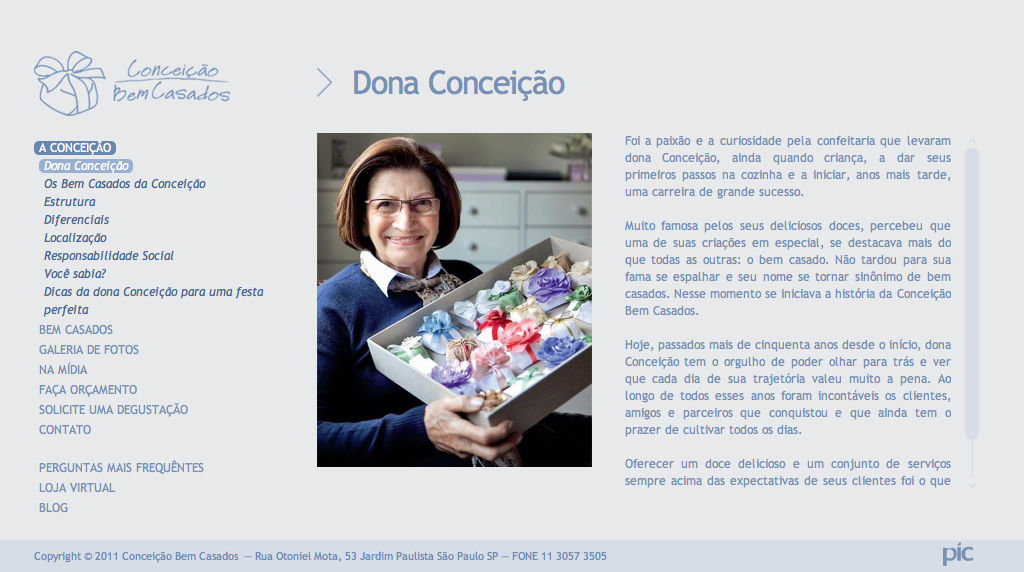 Conceição
Bem Casados
Dona Conceição
A CONCEIÇÃO
Dona Conceição
Os Bem Casados da Conceição
Estrutura
Diferenciais
Localização
Responsabilidade Social
Você sabia?
Dicas da dona Conceição para uma festa
perfeita
BEM CASADOS
GALERIA DE FOTOS
NA MÍDIA
FAÇA ORÇAMENTO
SOLICITE UMA DEGUSTAÇÃO
CONTATO
PERGUNTAS MAIS FREQUÊNTES
LOJA VIRTUAL
BLOG
Foi a paixão e a curiosidade pela confeitaria que levaram
dona Conceição, ainda quando criança, a dar seus
primeiros passos na cozinha e a iniciar, anos mais tarde,
uma carreira de grande sucesso.
Muito famosa pelos seus deliciosos doces, percebeu que
uma de suas criações em especial, se destacava mais do
que todas as outras: o bem casado. Não tardou para sua
fama se espalhar e seu nome se tornar sinônimo de bem
casados. Nesse momento se iniciava a história da Conceição
Bem Casados.
Hoje, passados mais de cinquenta anos desde o início, dona
Conceição tem o orgulho de poder olhar para trás e ver
que cada dia de sua trajetória valeu muito a pena. Ao
longo de todos esses anos foram incontáveis os clientes,
amigos e parceiros que conquistou e que ainda tem o
prazer de cultivar todos os dias.
Oferecer um doce delicioso e um conjunto de serviços
sempre acima das expectativas de seus clientes foi o que
Copyright © 2011 Conceição Bem Casados — Rua Otoniel Mota, 53 Jardim Paulista São Paulo SP — FONE 11 3057 3505
pic